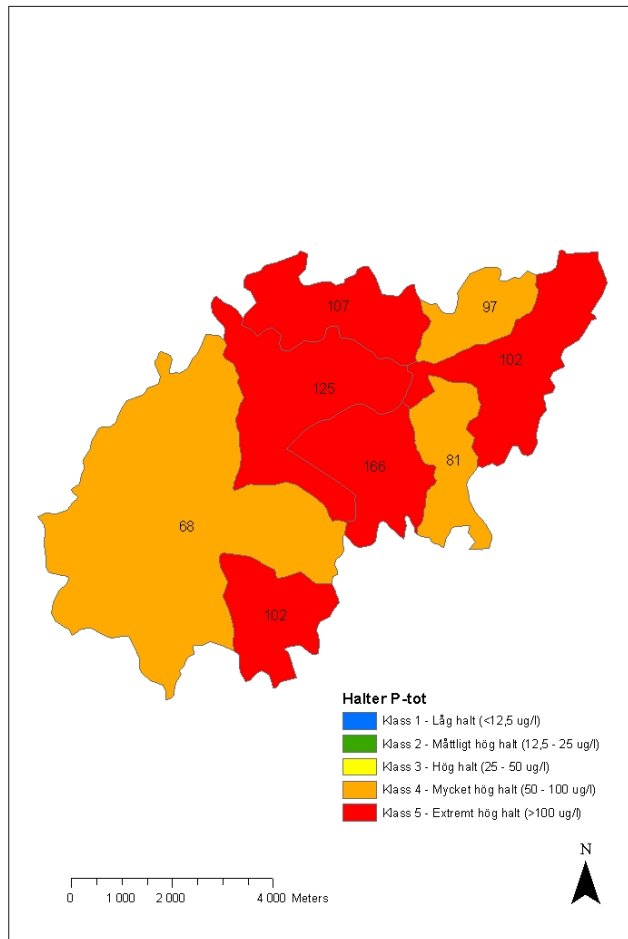 107
97
102
125
166
81
68
102
Halter P-tot
Klass 1 - Låg halt (<12,5 ug/l)
Klass 2 - Måttligt hög halt (12,5 - 25 ug/l)
Klass 3 - Hög halt (25 - 50 ug/l)
Klass 4 - Mycket hög halt (50 - 100 ug/l)
Klass 5 - Extremt hög halt (>100 ug/l)
N
0 1 000 2 000 4 000 Meters